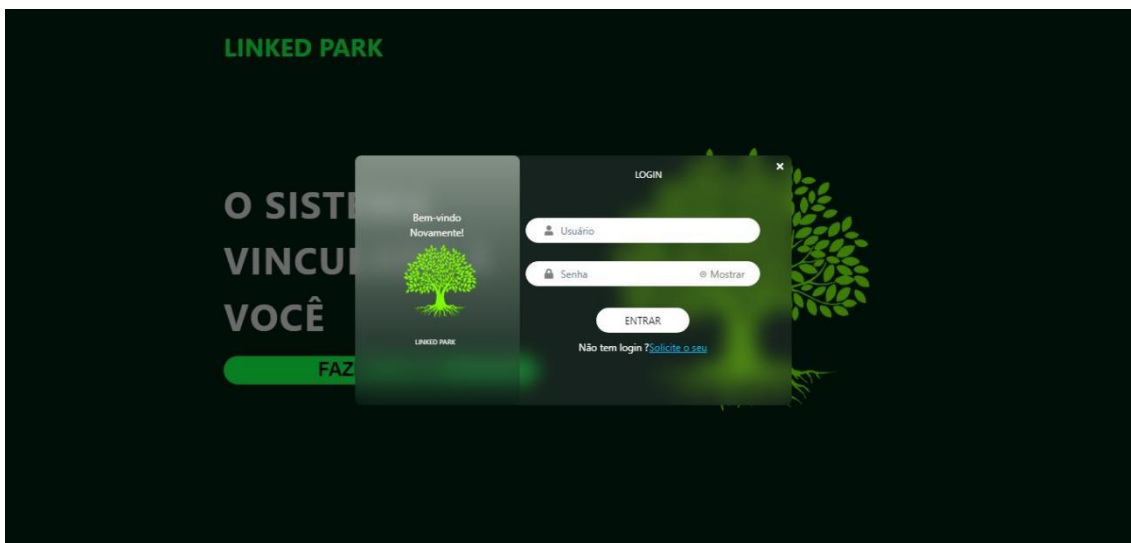 LINKED PARK
O SIST
VINCU
VOCÊ
FAZ
Bem-vindo
Novamente!
LINKED PARK
LOGIN
×
Usuário
Senha
Mostrar
ENTRAR
Não tem login ?Solicite o seu